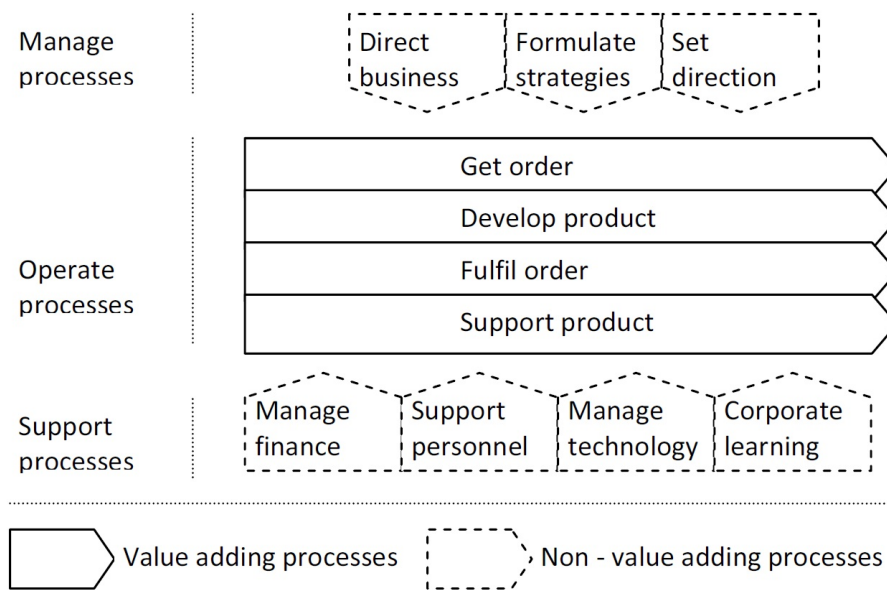 Manage
processes
Direct
business
Formulate
strategies
Set
direction
Get order
Develop product
Operate
processes
Fulfil order
Support product
Support
processes
Manage
finance
Support
personnel
Manage
technology
Corporate
learning
Value adding processes
Non - value adding processes